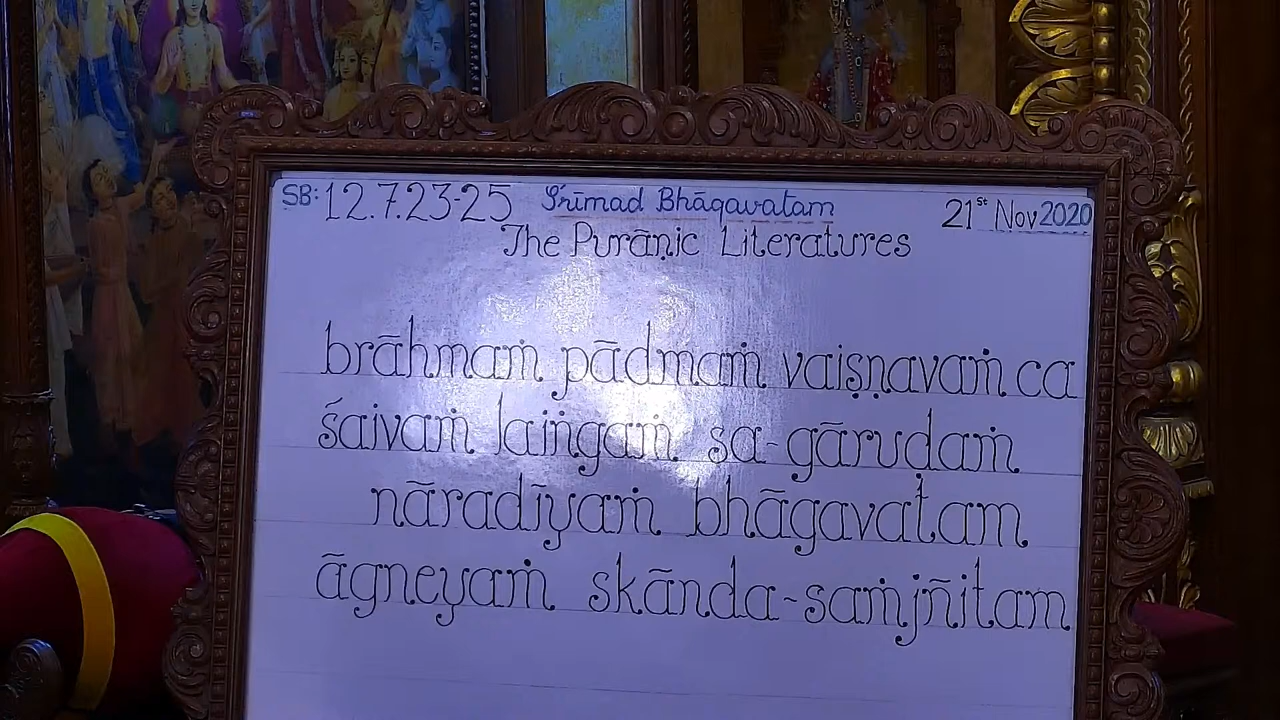 SB: 12.7.23-25 Śrīmad Bhāgavatam 21st Nov 2020
The Purāṇic Literatures
brāhmaṁ pādmaṁ vaiṣṇavaṁ ca
śaivaṁ laiṅgaṁ sa-gāruḍaṁ
nāradīyaṁ bhāgavatam
āgneyaṁ skānda-saṁjñitam